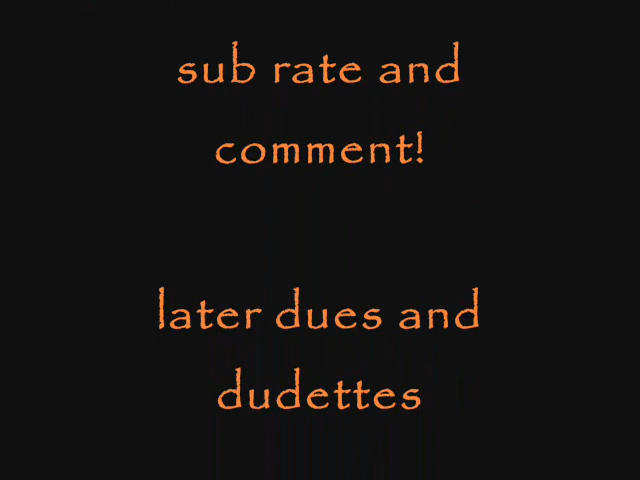 sub rate and
comment!
later dues and
dudettes